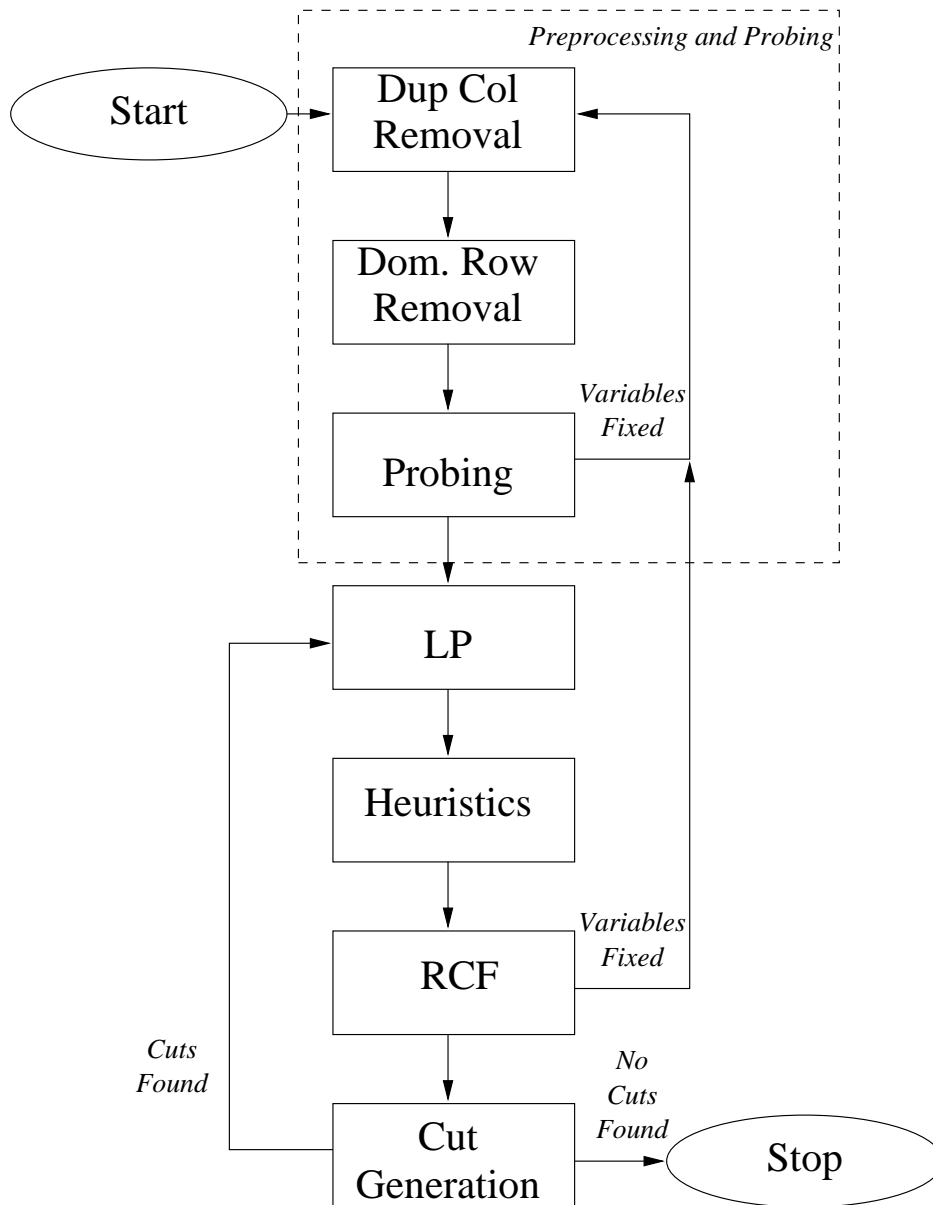 Preprocessing and Probing
Start
Dup Col
Removal
Dom. Row
Removal
Variables
Fixed
Probing
LP
Heuristics
Variables
Fixed
RCF
Cuts
Found
No
Cuts
Found
Cut
Generation
Stop